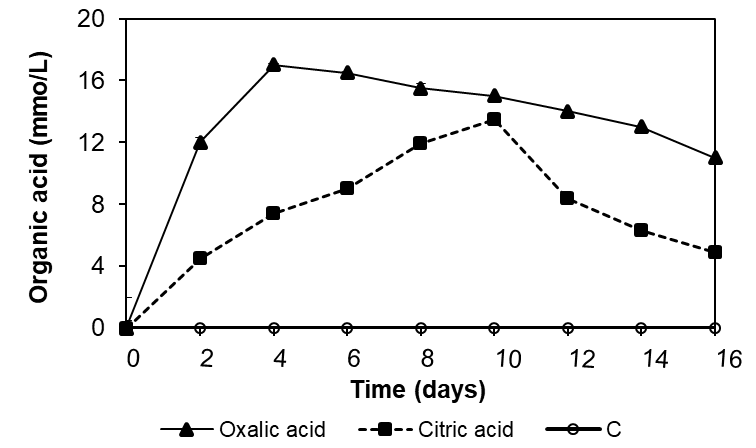 20
16
12
8
4
0
Organic acid (mmo/L)
0 2 4 6 8 10 12 14 16
Time (days)
Oxalic acid Citric acid C